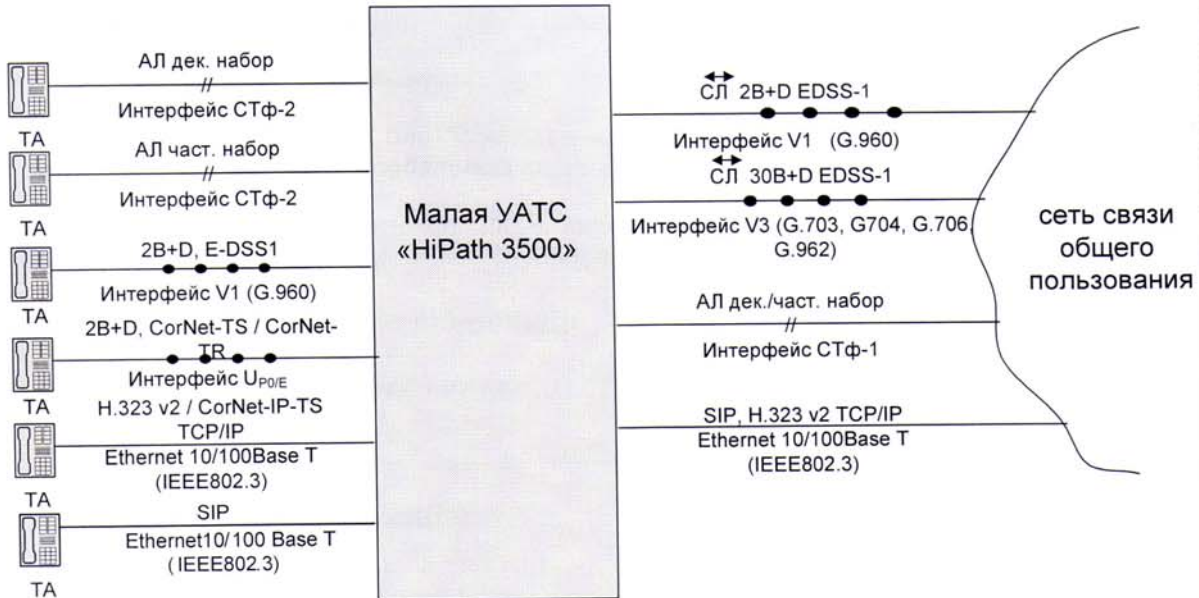 АЛ дек. набор
//
Интерфейс СТф-2
ТА
АЛ част. набор
//
Интерфейс СТф-2
ТА
2B+D, E-DSS1
Интерфейс V1 (G.960)
ТА
2B+D, CorNet-TS / CorNet-
TR
Интерфейс UP0/E
ТА
H.323 v2 / CorNet-IP-TS
TCP/IP
Ethernet 10/100Base T
(IEEE802.3)
ТА
SIP
Ethernet10/100 Base T
(IEEE802.3)
ТА
Малая УАТС
«HiPath 3500»
СЛ 2B+D EDSS-1
Интерфейс V1 (G.960)
СЛ 30B+D EDSS-1
Интерфейс V3 (G.703, G704, G.706,
G.962)
АЛ дек./част. набор
//
Интерфейс СТф-1
SIP, H.323 v2 TCP/IP
Ethernet 10/100Base T
(IEEE802.3)
сеть связи
общего
пользования